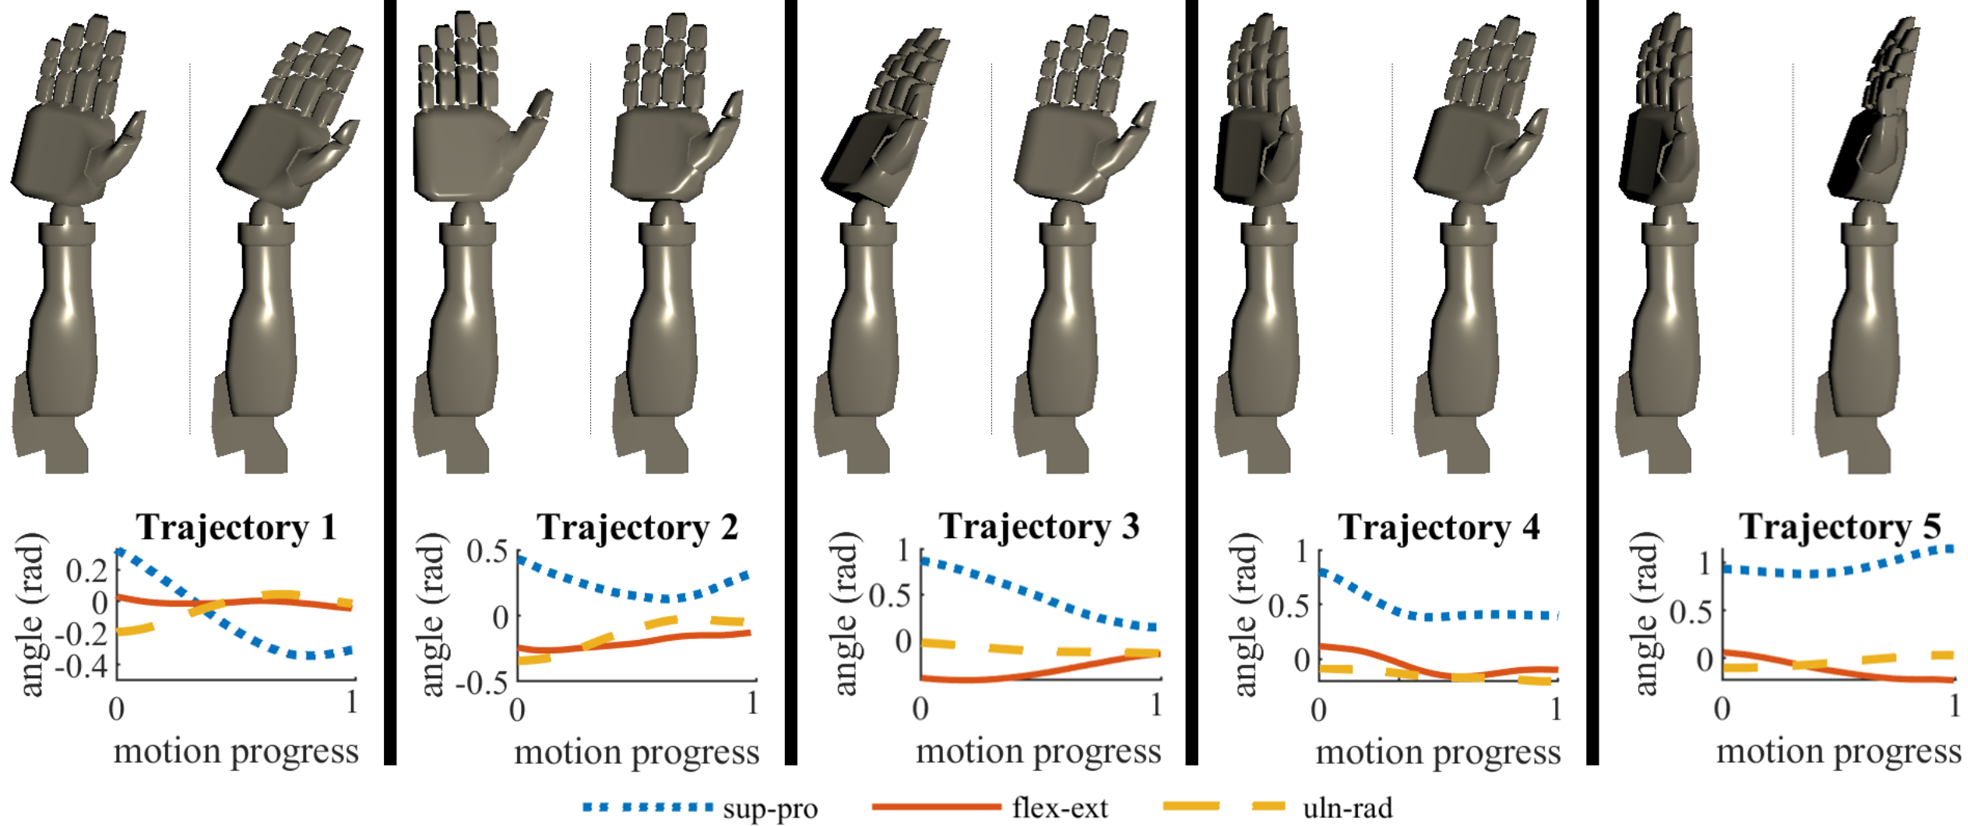 Trajectory 1
angle (rad)
0.2
0
-0.2
-0.4
0
1
motion progress
Trajectory 2
angle (rad)
0.5
0
-0.5
0
1
motion progress
Trajectory 3
angle (rad)
1
0.5
0
0
1
motion progress
Trajectory 4
angle (rad)
1
0.5
0
0
1
motion progress
Trajectory 5
angle (rad)
1
0.5
0
0
1
motion progress
sup-pro
flex-ext
uln-rad